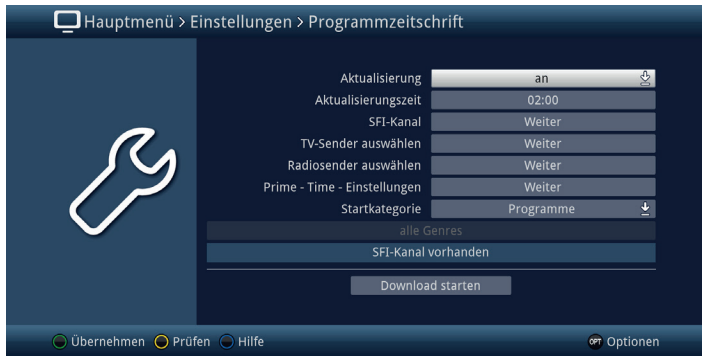 Hauptmenü > Einstellungen > Programmzeitschrift
Aktualisierung an
Aktualisierungszeit 02:00
SFI-Kanal Weiter
TV-Sender auswählen Weiter
Radiosender auswählen Weiter
Prime - Time - Einstellungen Weiter
Startkategorie Programme
alle Genres
SFI-Kanal vorhanden
Download starten
Übernehmen Prüfen Hilfe OPT Optionen